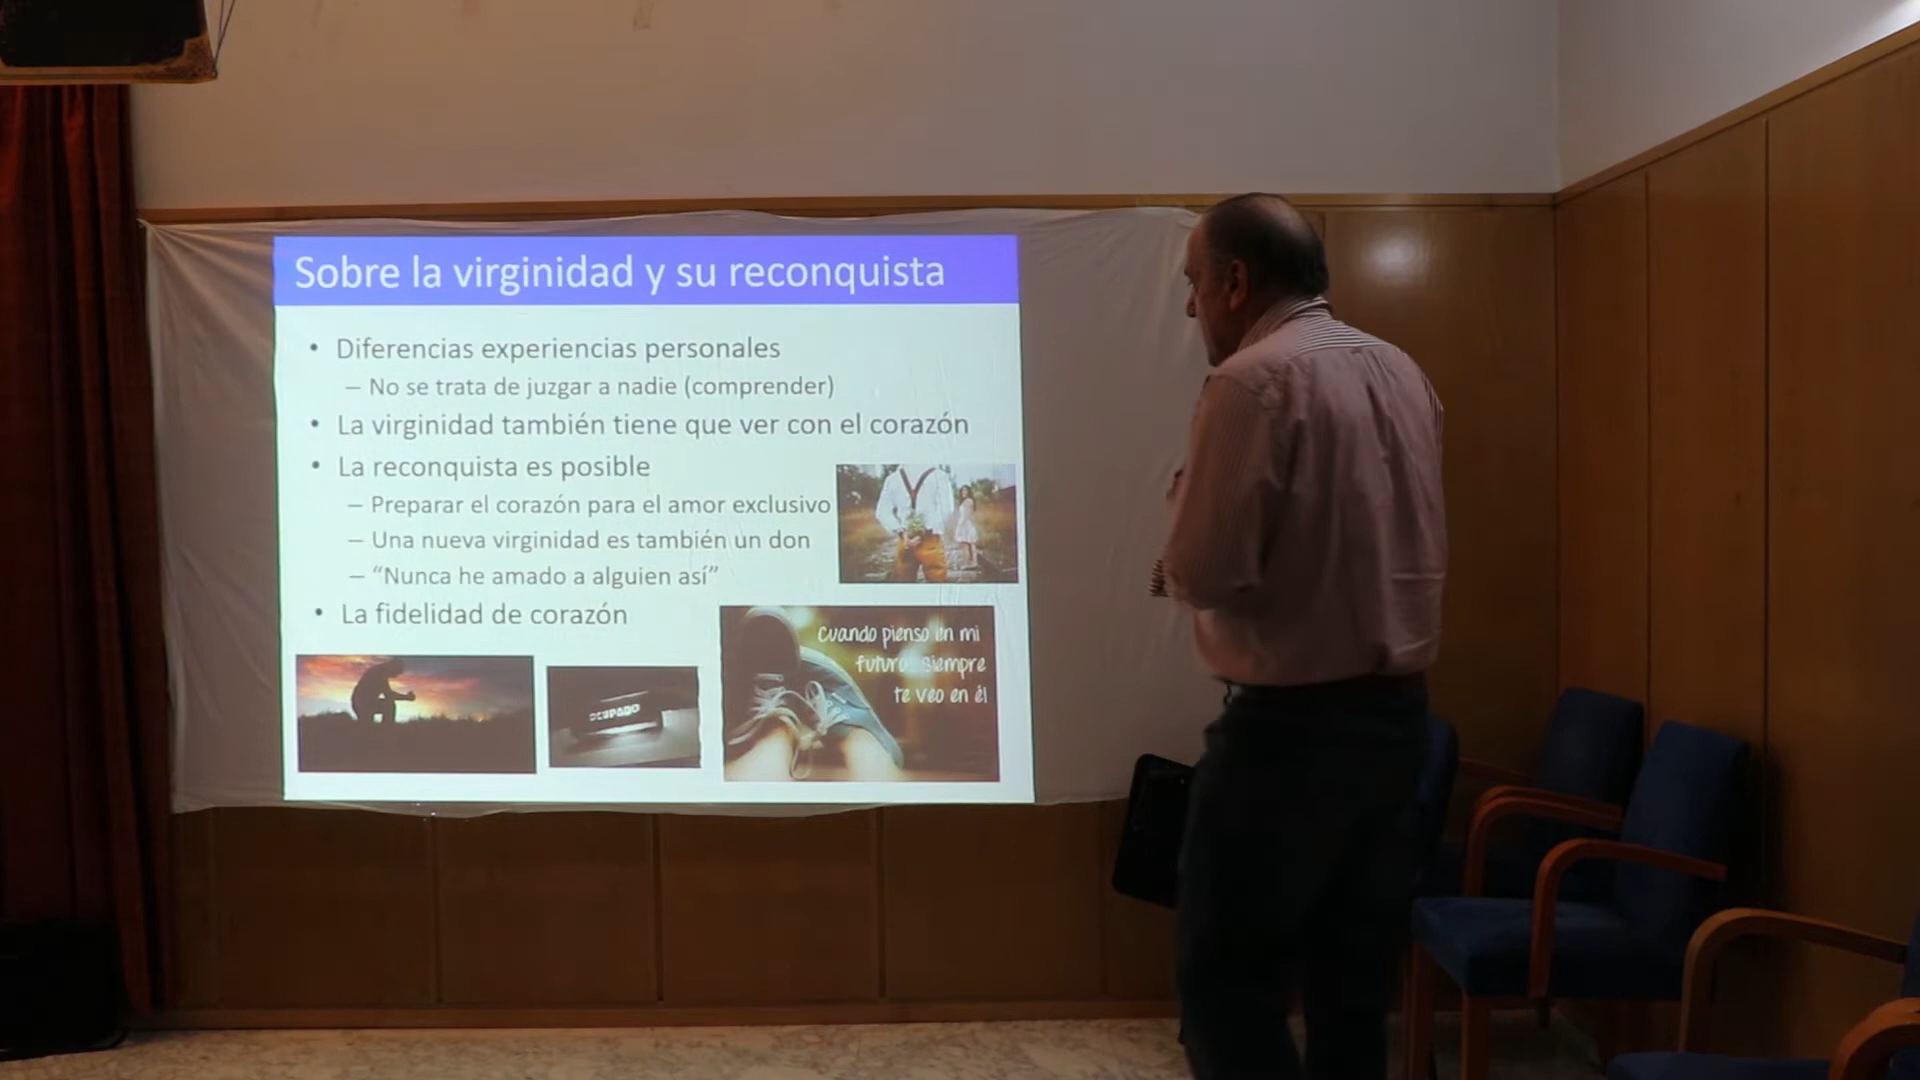 Sobre la virginidad y su reconquista
• Diferencias experiencias personales
– No se trata de juzgar a nadie (comprender)
• La virginidad también tiene que ver con el corazón
• La reconquista es posible
– Preparar el corazón para el amor exclusivo
– Una nueva virginidad es también un don
– “Nunca he amado a alguien así”
• La fidelidad de corazón
Cuando pienso en mi
futuro, siempre
te veo en él
OCUPADO